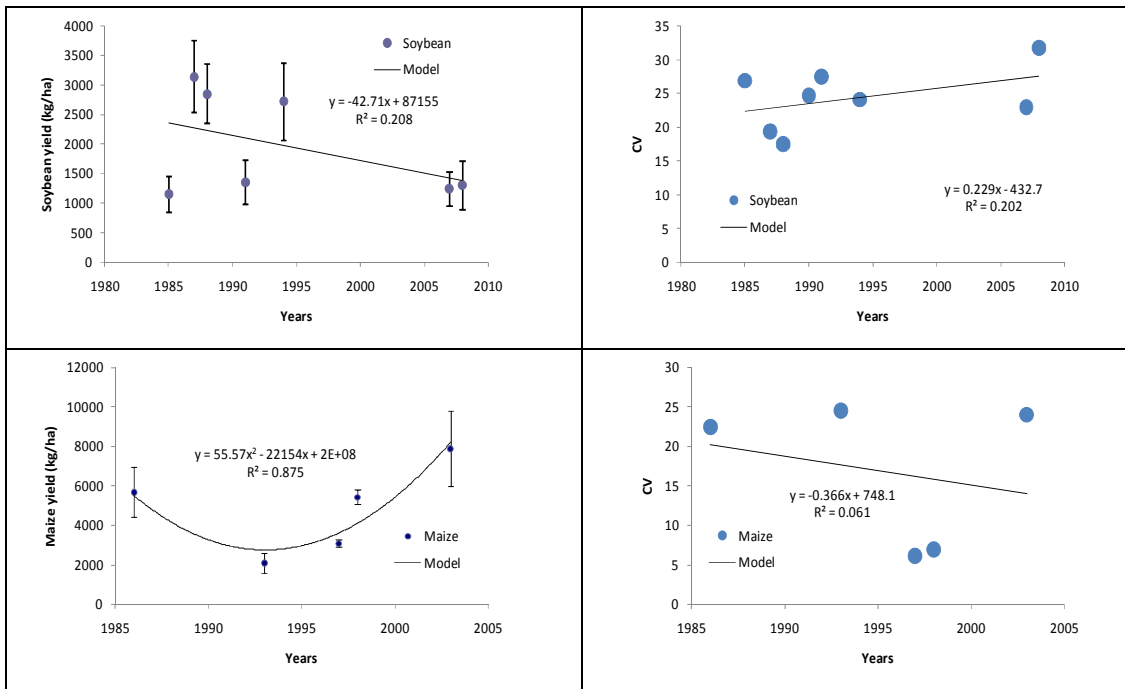 4000
3500
3000
2500
2000
1500
1000
500
0
Soybean yield (kg/ha)
Soybean
Model
y = -42.71x + 87155
R² = 0.208
1980 1985 1990 1995 2000 2005 2010
Years
35
30
25
20
15
10
5
0
CV
y = 0.229x - 432.7
R² = 0.202
Soybean
Model
1980 1985 1990 1995 2000 2005 2010
Years
12000
10000
8000
6000
4000
2000
0
Maize yield (kg/ha)
y = 55.57x² - 22154x + 2E+08
R² = 0.875
Maize
Model
1985 1990 1995 2000 2005
Years
30
25
20
15
10
5
0
CV
y = -0.366x + 748.1
R² = 0.061
Maize
Model
1985 1990 1995 2000 2005
Years